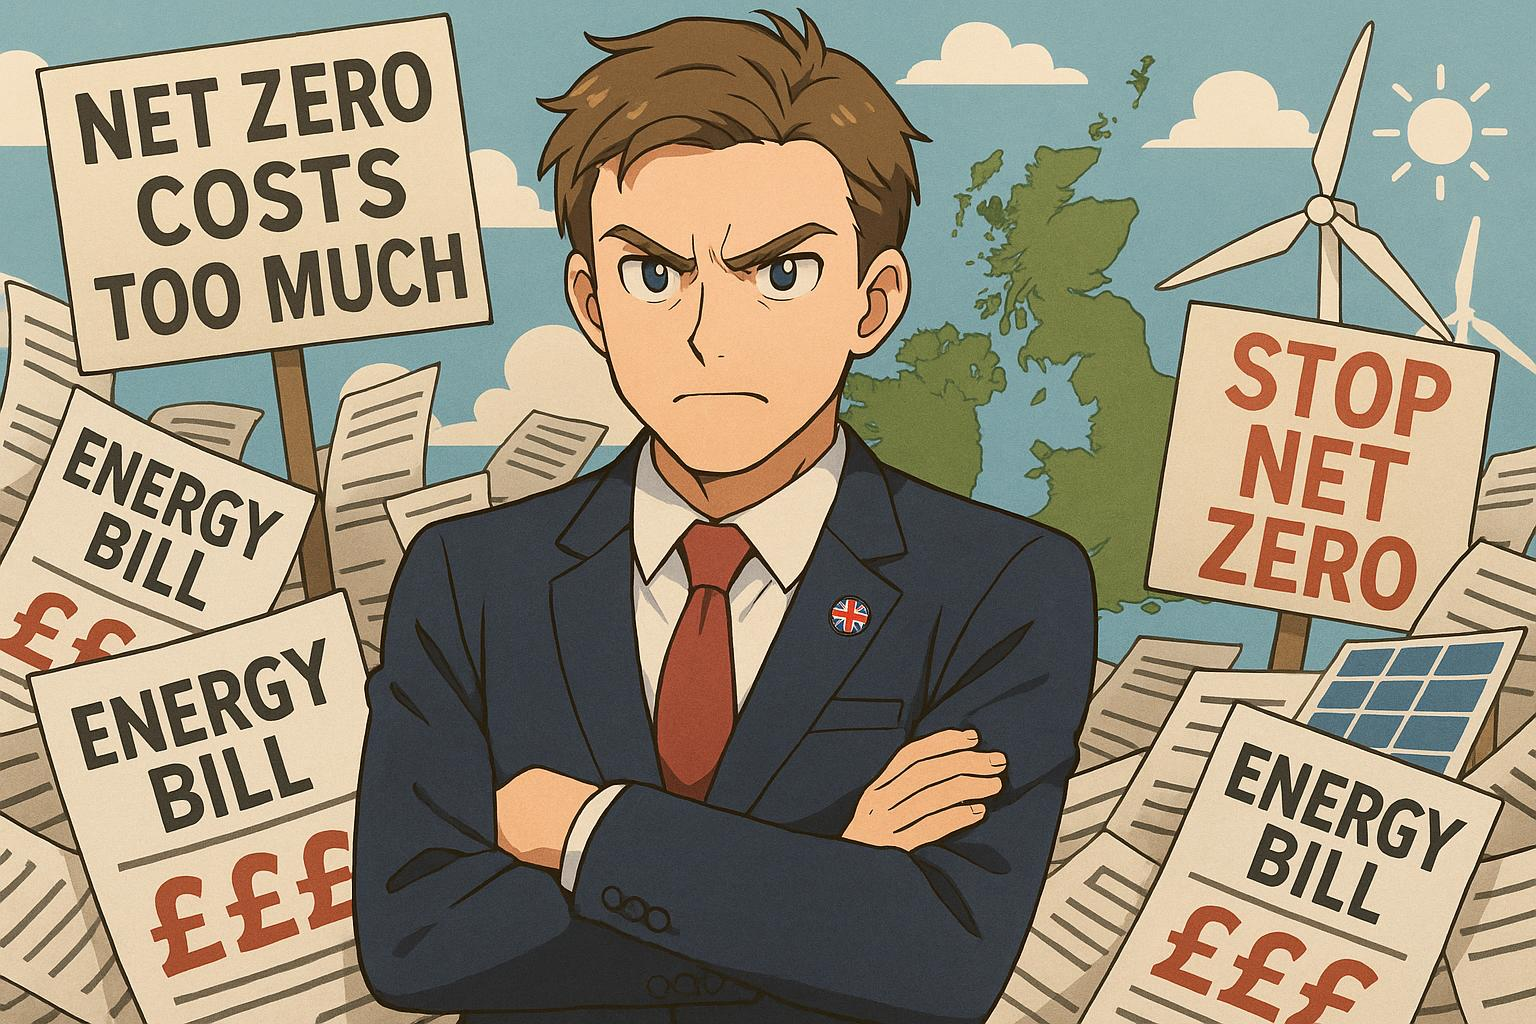 NET ZERO
COSTS
TOO MUCH
STOP
NET
ZERO
ENERGY
BILL
££
ENERGY
BILL
£££
ENERGY
BILL
£££